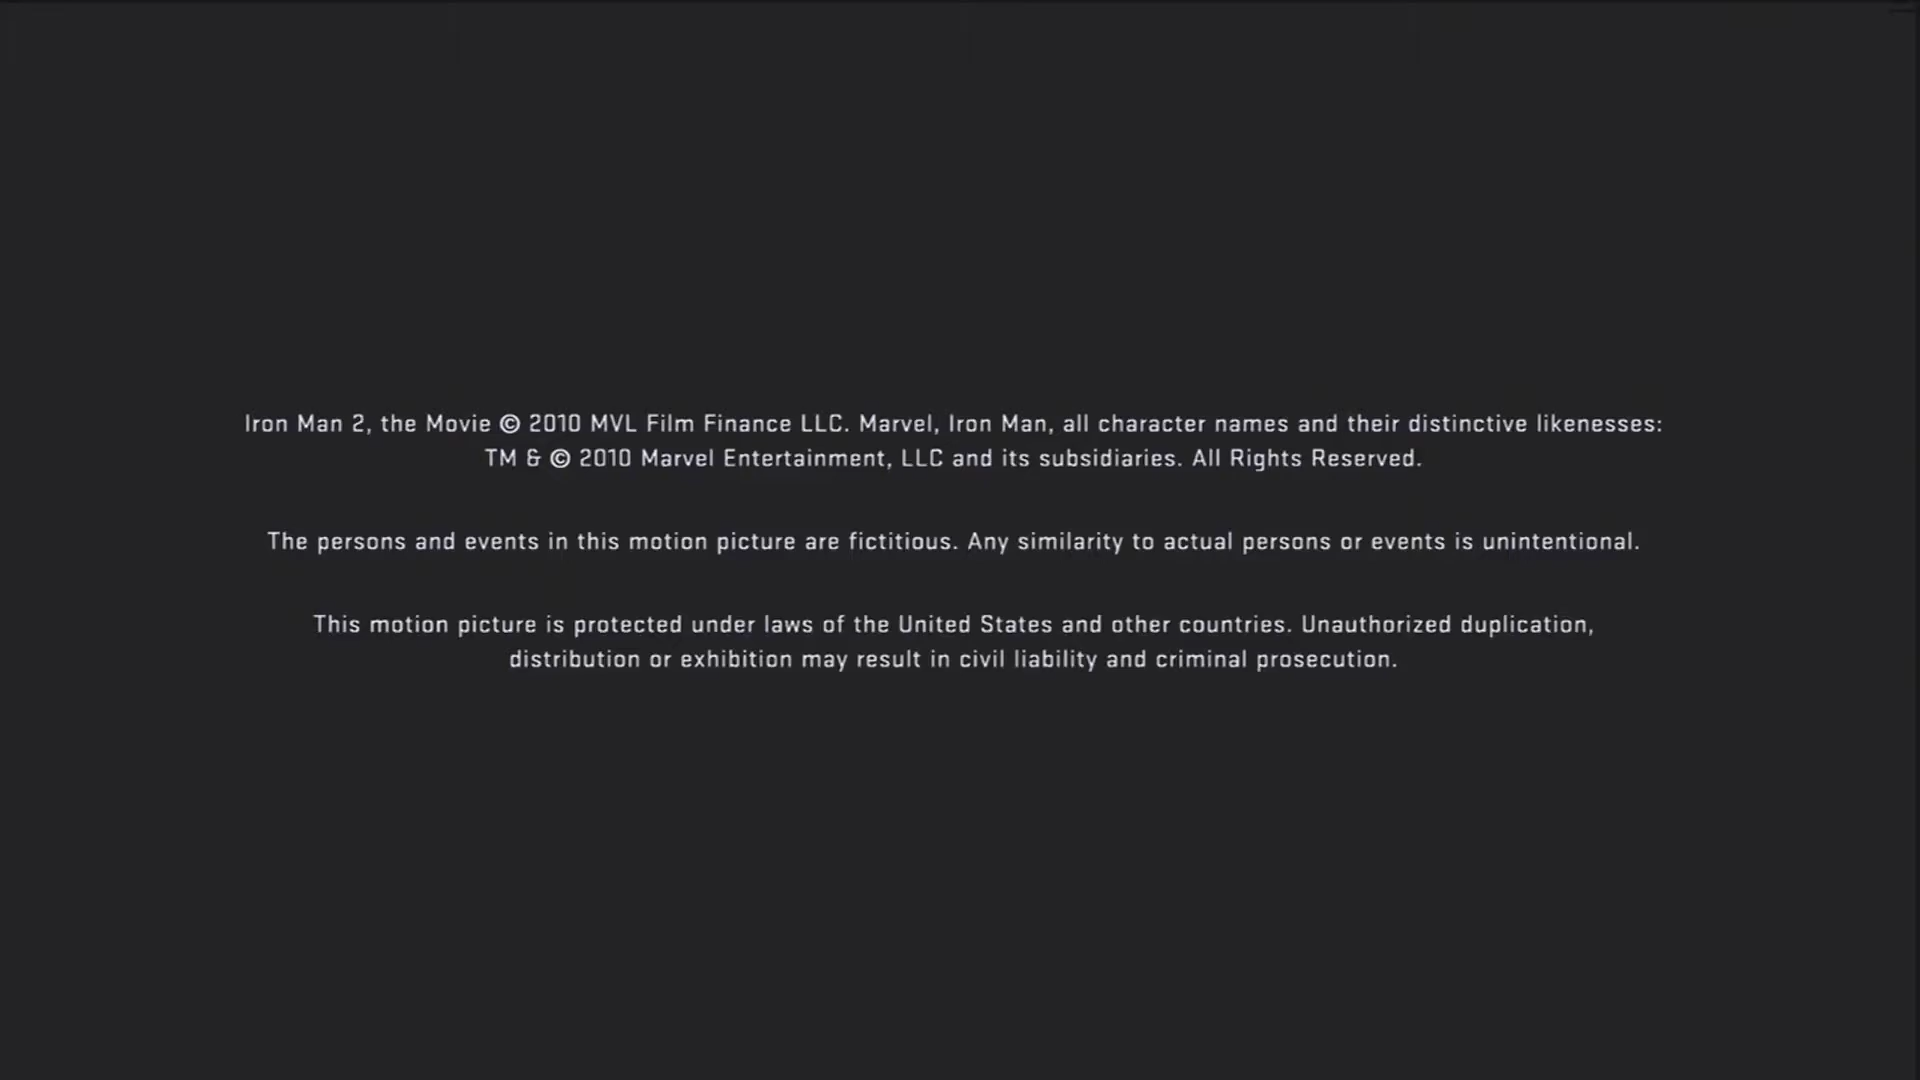 Iron Man 2, the Movie © 2010 MVL Film Finance LLC. Marvel, Iron Man, all character names and their distinctive likenesses:
TM & © 2010 Marvel Entertainment, LLC and its subsidiaries. All Rights Reserved.
The persons and events in this motion picture are fictitious. Any similarity to actual persons or events is unintentional.
This motion picture is protected under laws of the United States and other countries. Unauthorized duplication,
distribution or exhibition may result in civil liability and criminal prosecution.